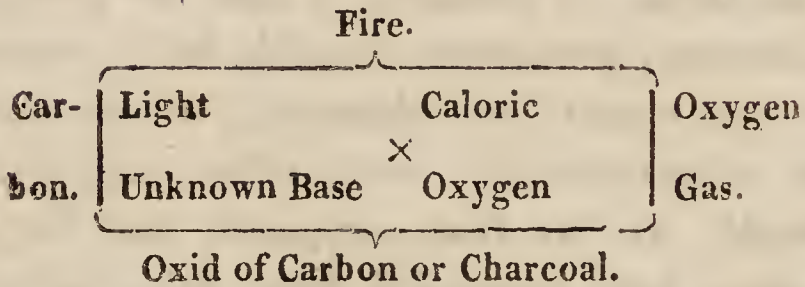 Fire.
Car- Light Caloric Oxygen
×
bon. Unknown Base Oxygen Gas.
Oxid of Carbon or Charcoal.